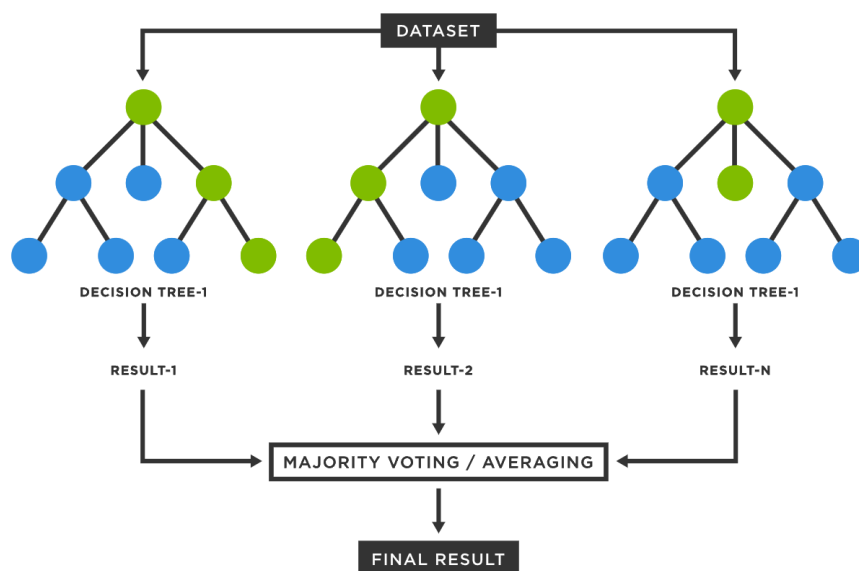 DATASET
DECISION TREE-1
DECISION TREE-1
DECISION TREE-1
RESULT-1
RESULT-2
RESULT-N
MAJORITY VOTING / AVERAGING
FINAL RESULT